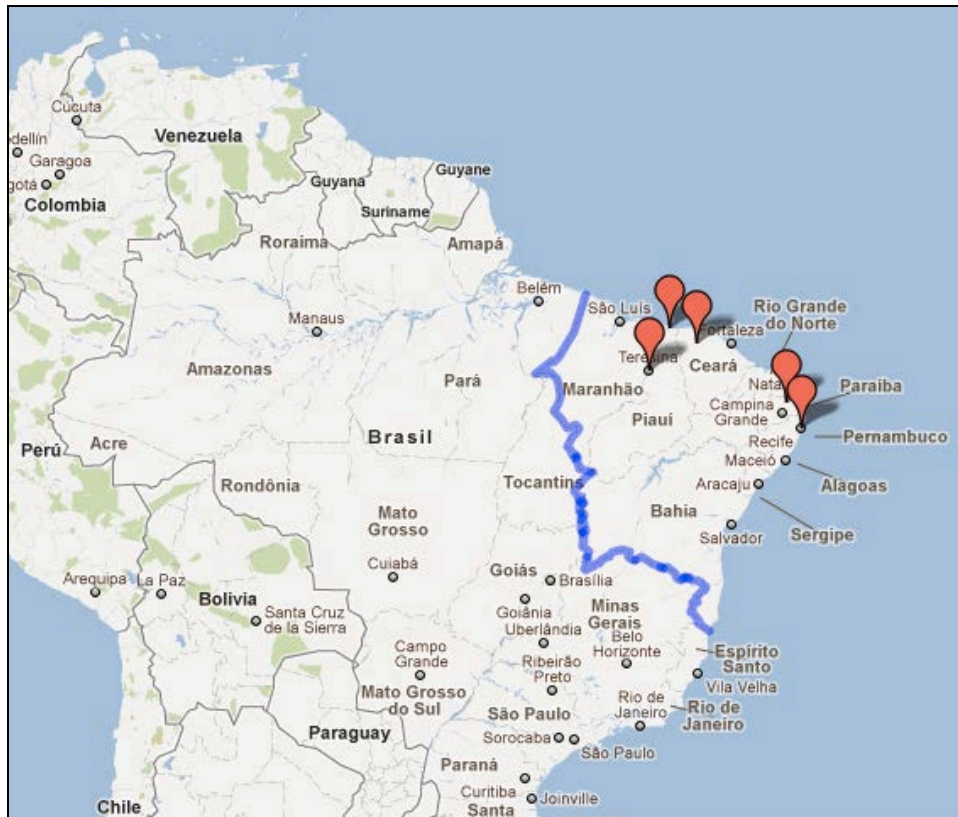 Cúcuta
Venezuela
edellín
Garagoa
gotá
Colombia
Guyana
Guyane
Suriname
Roraima
Amapá
Belém
São Luís
Rio Grande
do Norte
Manaus
Fortaleza
Teresina
Ceará
Amazonas
Pará
Maranhão
Natal
Paraíba
Piauí
Campina
Grande
Brasil
Pernambuco
Recife
Acre
Perú
Maceió
Alagoas
Rondônia
Tocantins
Aracaju
Mato
Grosso
Bahia
Sergipe
Salvador
Cuiabá
Goiás
Arequipa
La Paz
Brasília
Bolivia
Goiânia
Minas
Gerais
Santa Cruz
de la Sierra
Uberlândia
Belo
Horizonte
Espírito
Santo
Campo
Grande
Ribeirão
Preto
Vila Velha
Mato Grosso
do Sul
Rio de
Janeiro
Rio de
Janeiro
São Paulo
Paraguay
Sorocaba
São Paulo
Paraná
Curitiba
Joinville
Chile
Santa